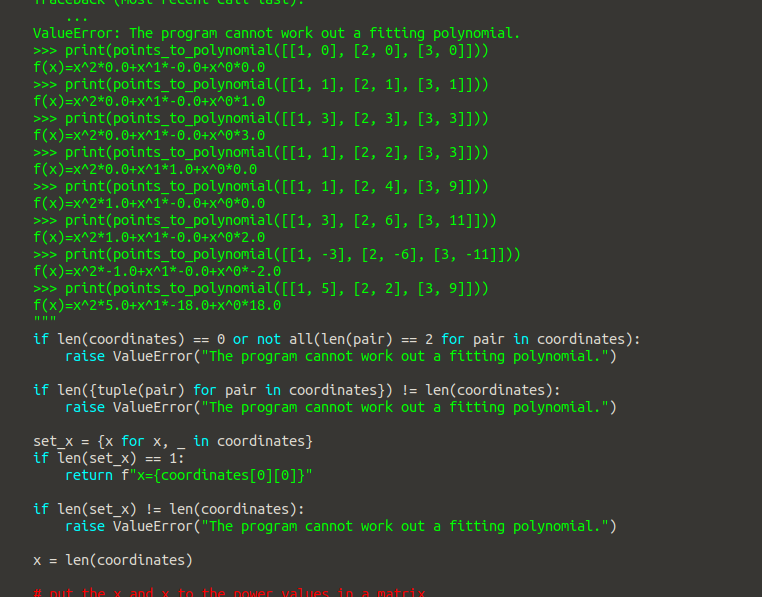 Traceback (most recent call last):
...
ValueError: The program cannot work out a fitting polynomial.
>>> print(points_to_polynomial([[1, 0], [2, 0], [3, 0]]))
f(x)=x^2*0.0+x^1*-0.0+x^0*0.0
>>> print(points_to_polynomial([[1, 1], [2, 1], [3, 1]]))
f(x)=x^2*0.0+x^1*-0.0+x^0*1.0
>>> print(points_to_polynomial([[1, 3], [2, 3], [3, 3]]))
f(x)=x^2*0.0+x^1*-0.0+x^0*3.0
>>> print(points_to_polynomial([[1, 1], [2, 2], [3, 3]]))
f(x)=x^2*0.0+x^1*1.0+x^0*0.0
>>> print(points_to_polynomial([[1, 1], [2, 4], [3, 9]]))
f(x)=x^2*1.0+x^1*-0.0+x^0*0.0
>>> print(points_to_polynomial([[1, 3], [2, 6], [3, 11]]))
f(x)=x^2*1.0+x^1*-0.0+x^0*2.0
>>> print(points_to_polynomial([[1, -3], [2, -6], [3, -11]]))
f(x)=x^2*-1.0+x^1*-0.0+x^0*-2.0
>>> print(points_to_polynomial([[1, 5], [2, 2], [3, 9]]))
f(x)=x^2*5.0+x^1*-18.0+x^0*18.0
"""
if len(coordinates) == 0 or not all(len(pair) == 2 for pair in coordinates):
raise ValueError("The program cannot work out a fitting polynomial.")
if len({tuple(pair) for pair in coordinates}) != len(coordinates):
raise ValueError("The program cannot work out a fitting polynomial.")
set_x = {x for x, _ in coordinates}
if len(set_x) == 1:
return f"x={coordinates[0][0]}"
if len(set_x) != len(coordinates):
raise ValueError("The program cannot work out a fitting polynomial.")
x = len(coordinates)
# put the x and x to the power values in a matrix